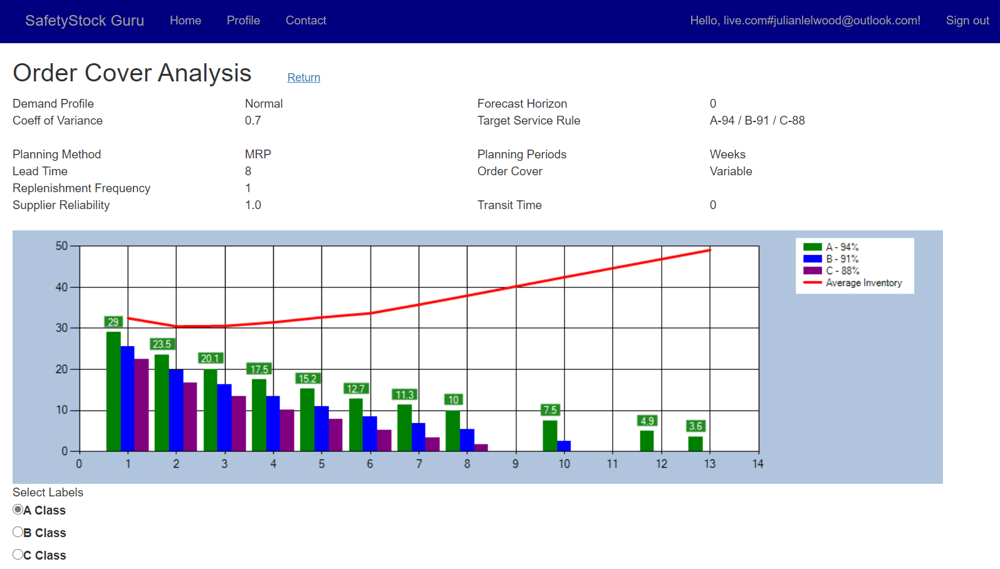 SafetyStock Guru Home Profile Contact Hello, live.com#julianlelwood@outlook.com! Sign out
Order Cover Analysis Return
Demand Profile Normal Forecast Horizon 0
Coeff of Variance 0.7 Target Service Rule A-94 / B-91 / C-88
Planning Method MRP Planning Periods Weeks
Lead Time 8 Order Cover Variable
Replenishment Frequency 1
Supplier Reliability 1.0 Transit Time 0
50
40
30
20
10
0
29
23.5
20.1
17.5
15.2
12.7
11.3
10
7.5
4.9
3.6
0 1 2 3 4 5 6 7 8 9 10 11 12 13 14
A - 94%
B - 91%
C - 88%
Average Inventory
Select Labels
A Class
B Class
C Class